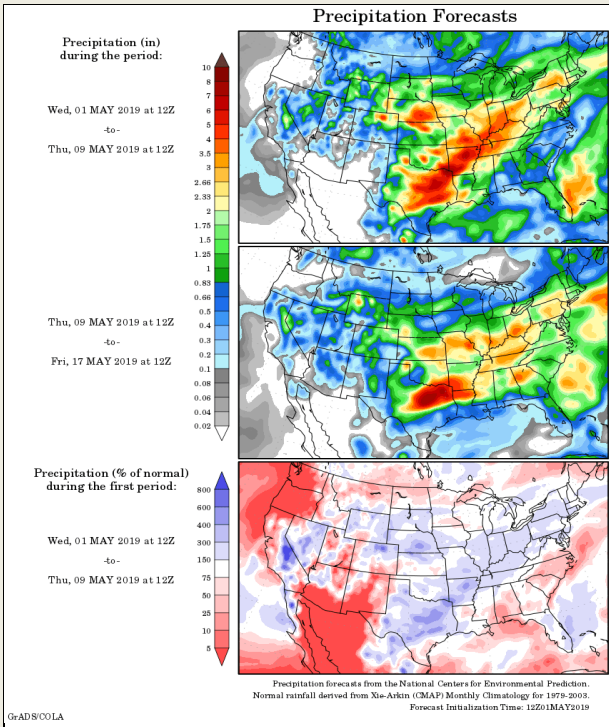 Precipitation Forecasts
Precipitation (in)
during the period:
Wed, 01 MAY 2019 at 12Z
-to-
Thu, 09 MAY 2019 at 12Z
10
8
7
6
5
4
3.5
3
2.66
2.33
2
1.75
1.5
1.25
1
0.83
0.66
0.5
0.4
0.3
0.2
0.1
0.08
0.06
0.04
0.02
Thu, 09 MAY 2019 at 12Z
-to-
Fri, 17 MAY 2019 at 12Z
Precipitation (% of normal)
during the first period:
Wed, 01 MAY 2019 at 12Z
-to-
Thu, 09 MAY 2019 at 12Z
800
600
400
300
150
75
50
25
10
5
Precipitation forecasts from the National Centers for Environmental Prediction.
Normal rainfall derived from Xie-Arkin (CMAP) Monthly Climatology for 1979-2003.
Forecast Initialization Time: 12Z01MAY2019
GrADS/COLA